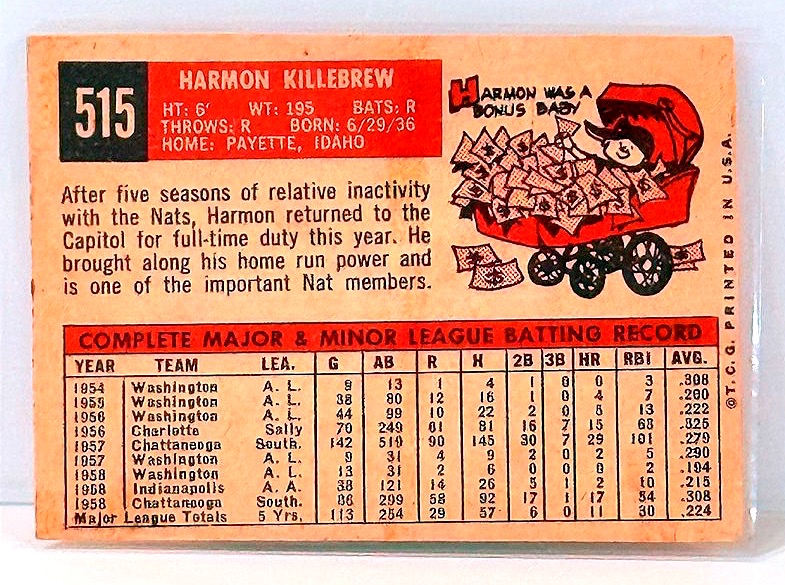 515
HARMON KILLEBREW
HT: 6' WT: 195 BATS: R
THROWS: R BORN: 6/29/36
HOME: PAYETTE, IDAHO
HARMON WAS A
BONUS BABY
After five seasons of relative inactivity
with the Nats, Harmon returned to the
Capitol for full-time duty this year. He
brought along his home run power and
is one of the important Nat members.
COMPLETE MAJOR & MINOR LEAGUE BATTING RECORD
YEAR TEAM LEA. G AB R H 2B 3B HR RBI AVG.
1954 Washington A. L. 9 13 1 4 1 0 0 3 .308
1955 Washington A. L. 38 80 12 16 1 0 4 7 .200
1956 Washington A. L. 44 99 10 22 2 0 5 13 .222
1956 Charlotte Sally 70 249 61 81 16 7 15 63 .325
1957 Chattanooga South. 142 519 90 145 30 7 29 101 .279
1957 Washington A. L. 9 31 4 9 2 0 2 5 .290
1958 Washington A. L. 13 31 2 6 0 0 0 2 .194
1958 Indianapolis A. A. 38 121 14 26 5 1 2 10 .215
1958 Chattanooga South. 86 299 58 92 17 1 17 54 .308
Major League Totals 5 Yrs. 113 254 29 57 6 0 11 30 .224
©T.C.G. PRINTED IN U.S.A.